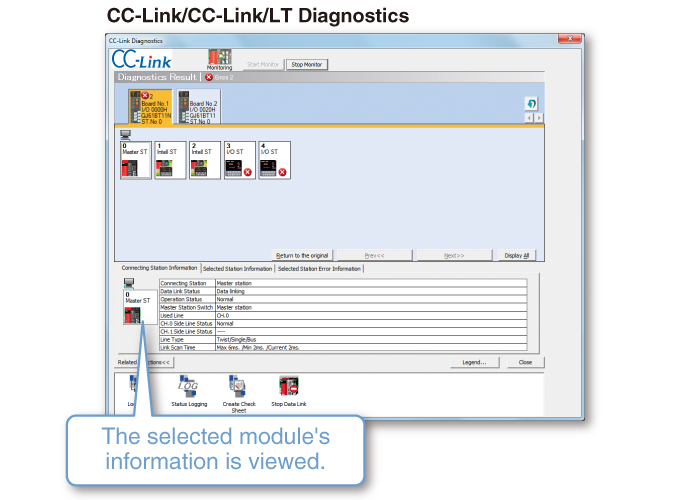 CC-Link/CC-Link/LT Diagnostics
CC-Link Diagnostics
CC-Link
Monitoring
Start Monitor
Stop Monitor
Diagnostics Result
Errors 2
2
Board No.1
I/O 0000H
QJ61BT11N
ST.No 0
Board No.2
I/O 0020H
QJ61BT11
ST.No 0
0
Master ST
1
Intell ST
2
Intell ST
3
I/O ST
4
I/O ST
Return to the original
Prev<<
Next>>
Display All
Connecting Station Information
Selected Station Information
Selected Station Error Information
0
Master ST
Connecting Station Master station
Data Link Status Data linking
Operation Status Normal
Master Station Switch Master station
Used Line CH.0
CH.0 Side Line Status Normal
CH.1 Side Line Status ----
Line Type Twist/Single/Bus
Link Scan Time Max 6ms. /Min 2ms. /Current 2ms.
Legend...
Close
LOG
Status Logging
Create Check
Sheet
Stop Data Link
The selected module's
information is viewed.